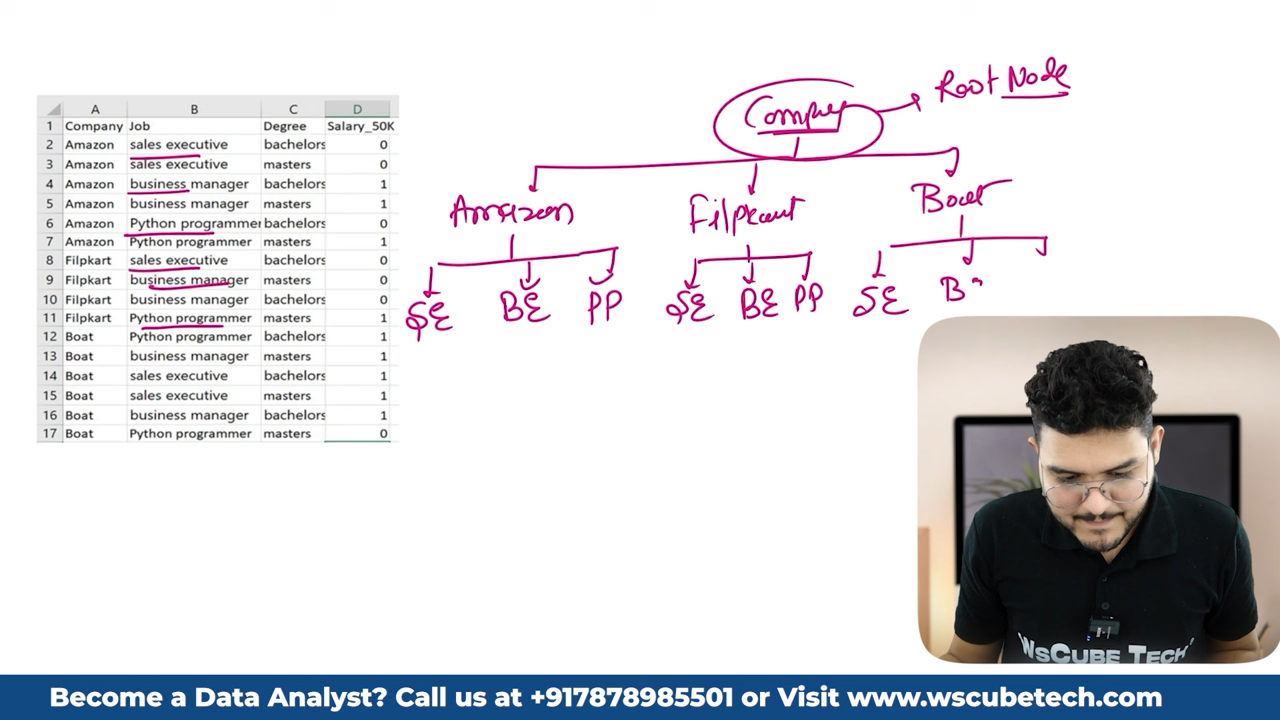 A B C D
1 Company Job Degree Salary_50K
2 Amazon sales executive bachelors 0
3 Amazon sales executive masters 0
4 Amazon business manager bachelors 1
5 Amazon business manager masters 1
6 Amazon Python programmer bachelors 0
7 Amazon Python programmer masters 1
8 Filpkart sales executive bachelors 0
9 Filpkart business manager masters 0
10 Filpkart business manager bachelors 0
11 Filpkart Python programmer masters 1
12 Boat Python programmer bachelors 1
13 Boat business manager masters 1
14 Boat sales executive bachelors 1
15 Boat sales executive masters 1
16 Boat business manager bachelors 1
17 Boat Python programmer masters 0
Root Node
Amazon Filpkart Boat
SE BE PP SE BE PP SE B
WSCUBE TECH
Become a Data Analyst? Call us at +917878985501 or Visit www.wscubetech.com